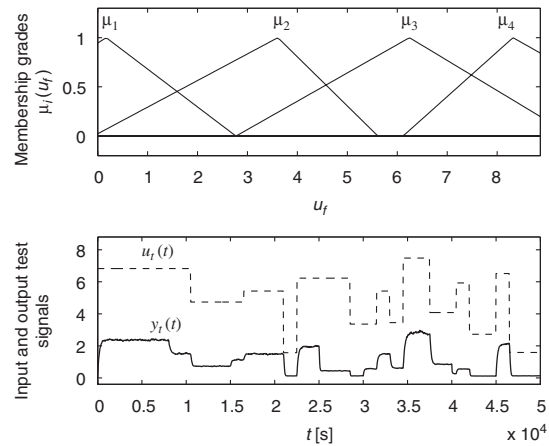 μ1 μ2 μ3 μ4
Membership grades
μi(uf)
1
0.5
0
0 1 2 3 4 5 6 7 8
uf
Input and output test
signals
8
6
4
2
0
ut(t)
yt(t)
0 0.5 1 1.5 2 2.5 3 3.5 4 4.5 5
t [s]
× 10^4